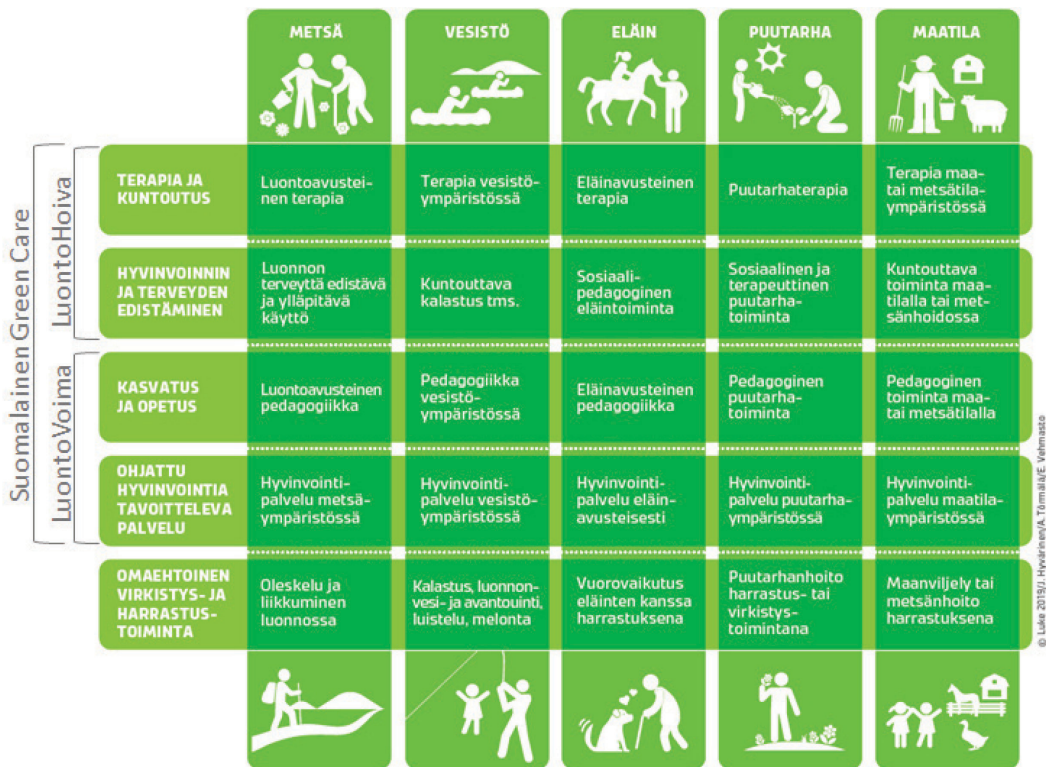 METSÄ
VESISTÖ
ELÄIN
PUUTARHA
MAATILA
Suomalainen Green Care
LuontoHoiva
LuontoVoima
TERAPIA JA
KUNTOUTUS
Luontoavustei-
nen terapia
Terapia vesistö-
ympäristössä
Eläinavusteinen
terapia
Puutarhaterapia
Terapia maa-
tai metsätila-
ympäristössä
HYVINVOINNIN
JA TERVEYDEN
EDISTÄMINEN
Luonnon
terveyttä edistävä
ja ylläpitävä
käyttö
Kuntouttava
kalastus tms.
Sosiaali-
pedagoginen
eläintoiminta
Sosiaalinen ja
terapeuttinen
puutarha-
toiminta
Kuntouttava
toiminta maa-
tilalla tai met-
sänhoidossa
KASVATUS
JA OPETUS
Luontoavusteinen
pedagogiikka
Pedagogiikka
vesistö-
ympäristössä
Eläinavusteinen
pedagogiikka
Pedagoginen
puutarha-
toiminta
Pedagoginen
toiminta maa-
tai metsätilalla
OHJATTU
HYVINVOINTIA
TAVOITTELEVA
PALVELU
Hyvinvointi-
palvelu metsä-
ympäristössä
Hyvinvointi-
palvelu vesistö-
ympäristössä
Hyvinvointi-
palvelu eläin-
avusteisesti
Hyvinvointi-
palvelu puutarha-
ympäristössä
Hyvinvointi-
palvelu maatila-
ympäristössä
OMAEHTOINEN
VIRKISTYS- JA
HARRASTUS-
TOIMINTA
Oleskelu ja
liikkuminen
luonnossa
Kalastus, luonnon-
vesi- ja avantouinti,
luistelu, melonta
Vuorovaikutus
eläinten kanssa
harrastuksena
Puutarhanhoito
harrastus- tai
virkistys-
toimintana
Maanviljely tai
metsänhoito
harrastuksena
© Luke 2019/J. Hyvärinen/A. Törmälä/E. Vehmasto